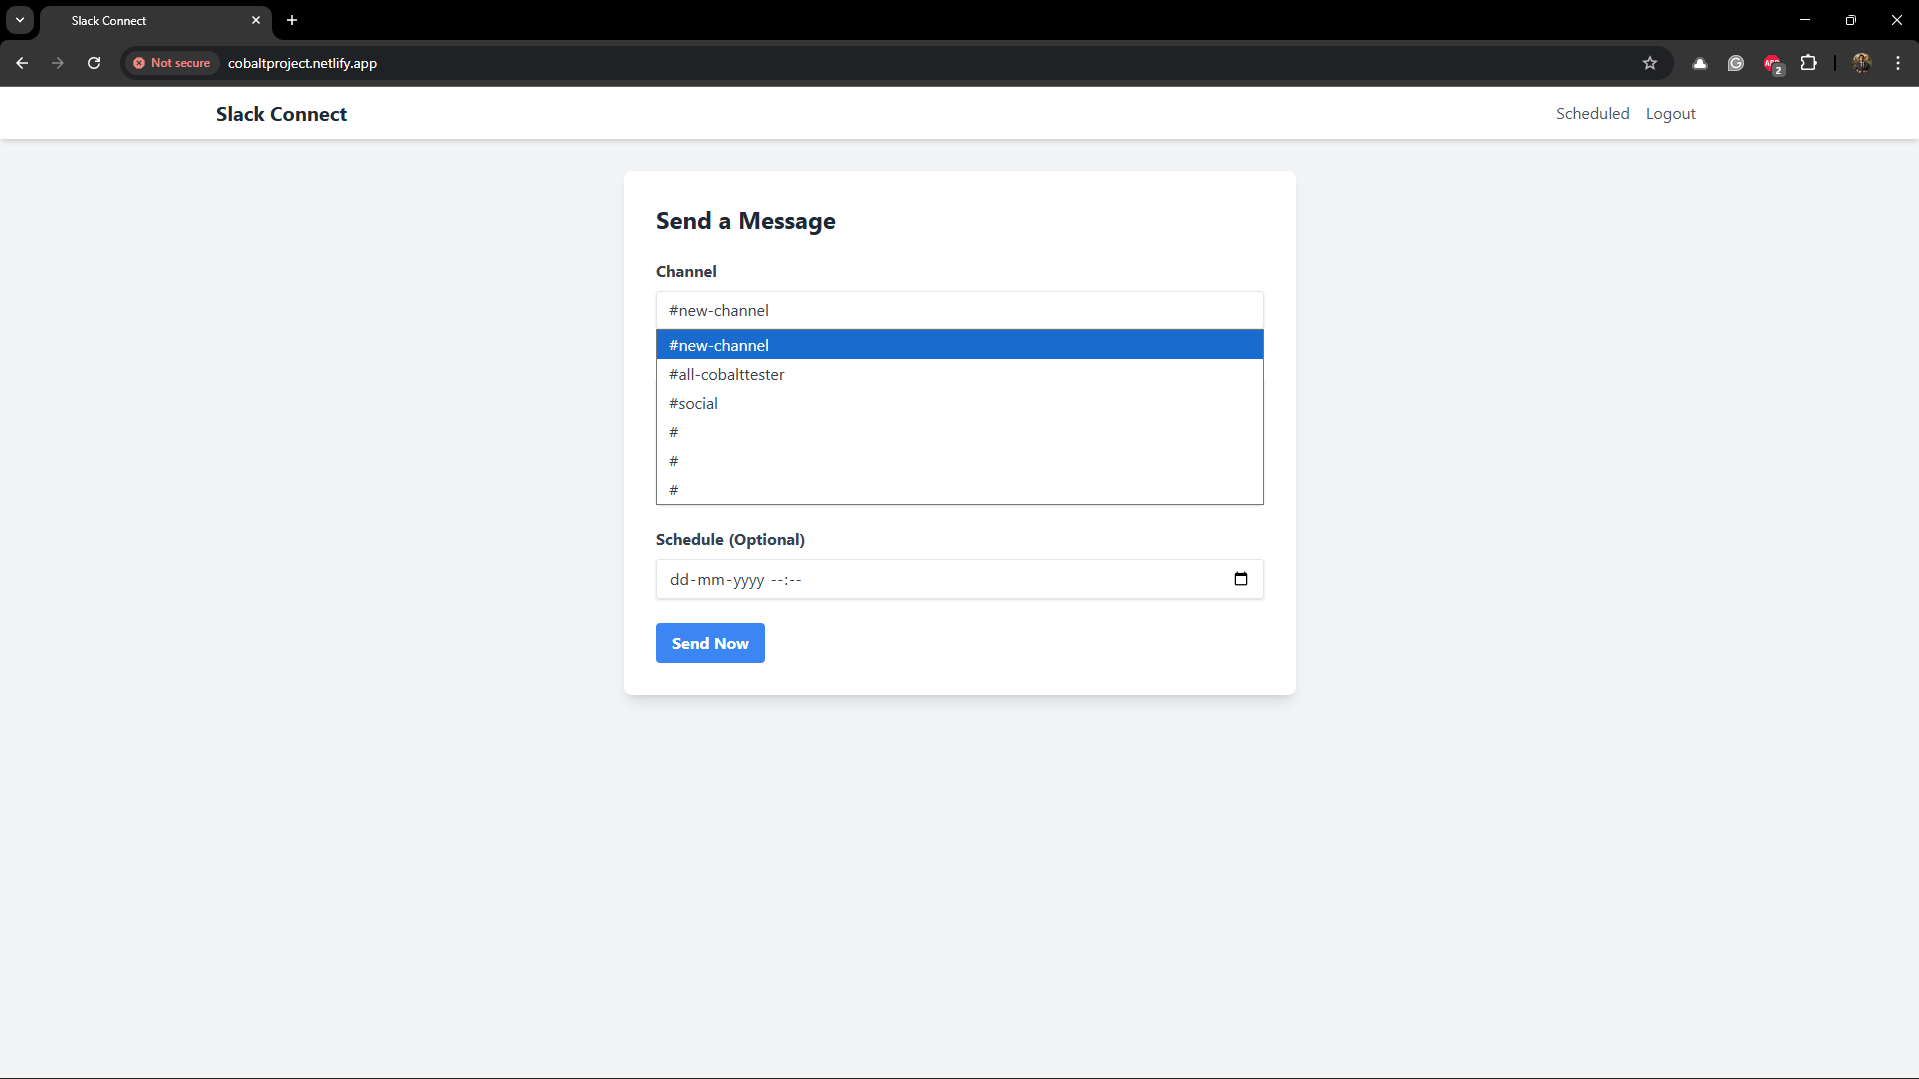 Slack Connect
Not secure
cobaltproject.netlify.app
2
Slack Connect
Scheduled
Logout
Send a Message
Channel
#new-channel
#new-channel
#all-cobalttester
#social
#
#
#
Schedule (Optional)
dd-mm-yyyy --:--
Send Now